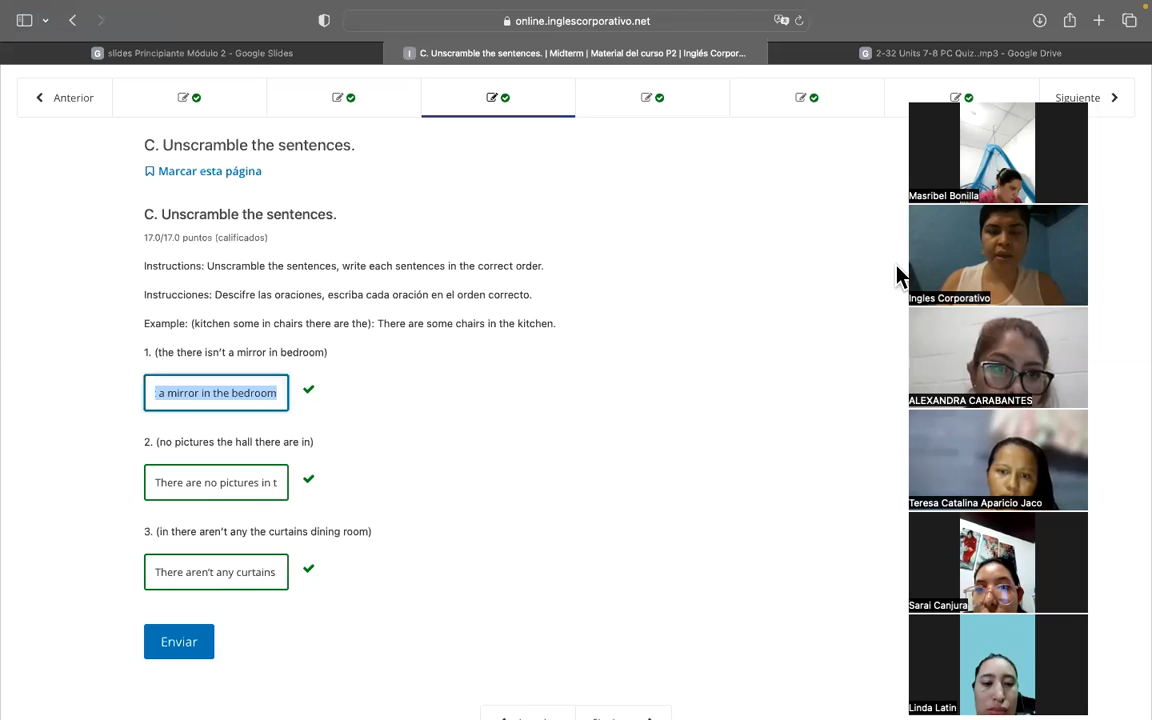 online.inglescorporativo.net
G slides Principiante Módulo 2 - Google Slides
I C. Unscramble the sentences. | Midterm | Material del curso P2 | Inglés Corpor...
G 2-32 Units 7-8 PC Quiz...mp3 - Google Drive
Anterior
Siguiente
C. Unscramble the sentences.
Marcar esta página
C. Unscramble the sentences.
17.0/17.0 puntos (calificados)
Instructions: Unscramble the sentences, write each sentences in the correct order.
Instrucciones: Descifre las oraciones, escriba cada oración en el orden correcto.
Example: (kitchen some in chairs there are the): There are some chairs in the kitchen.
1. (the there isn't a mirror in bedroom)
a mirror in the bedroom
2. (no pictures the hall there are in)
There are no pictures in t
3. (in there aren't any the curtains dining room)
There aren't any curtains
Enviar
Masribel Bonilla
Ingles Corporativo
ALEXANDRA CARABANTES
Teresa Catalina Aparicio Jaco
Sarai Canjura
Linda Latin